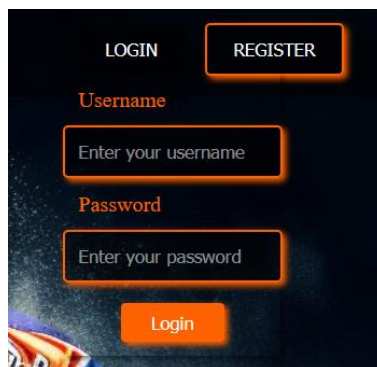 LOGIN REGISTER
Username
Enter your username
Password
Enter your password
Login